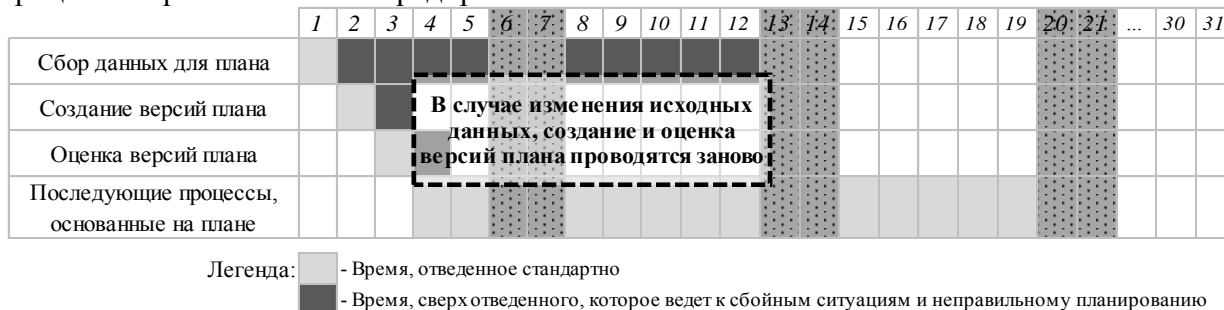 1 2 3 4 5 6 7 8 9 10 11 12 13 14 15 16 17 18 19 20 21 ... 30 31
Сбор данных для плана
Создание версий плана
Оценка версий плана
В случае изменения исходных
данных, создание и оценка
версий плана проводятся заново
Последующие процессы,
основанные на плане
Легенда:
- Время, отведенное стандартно
- Время, сверх отведенного, которое ведет к сбойным ситуациям и неправильному планированию